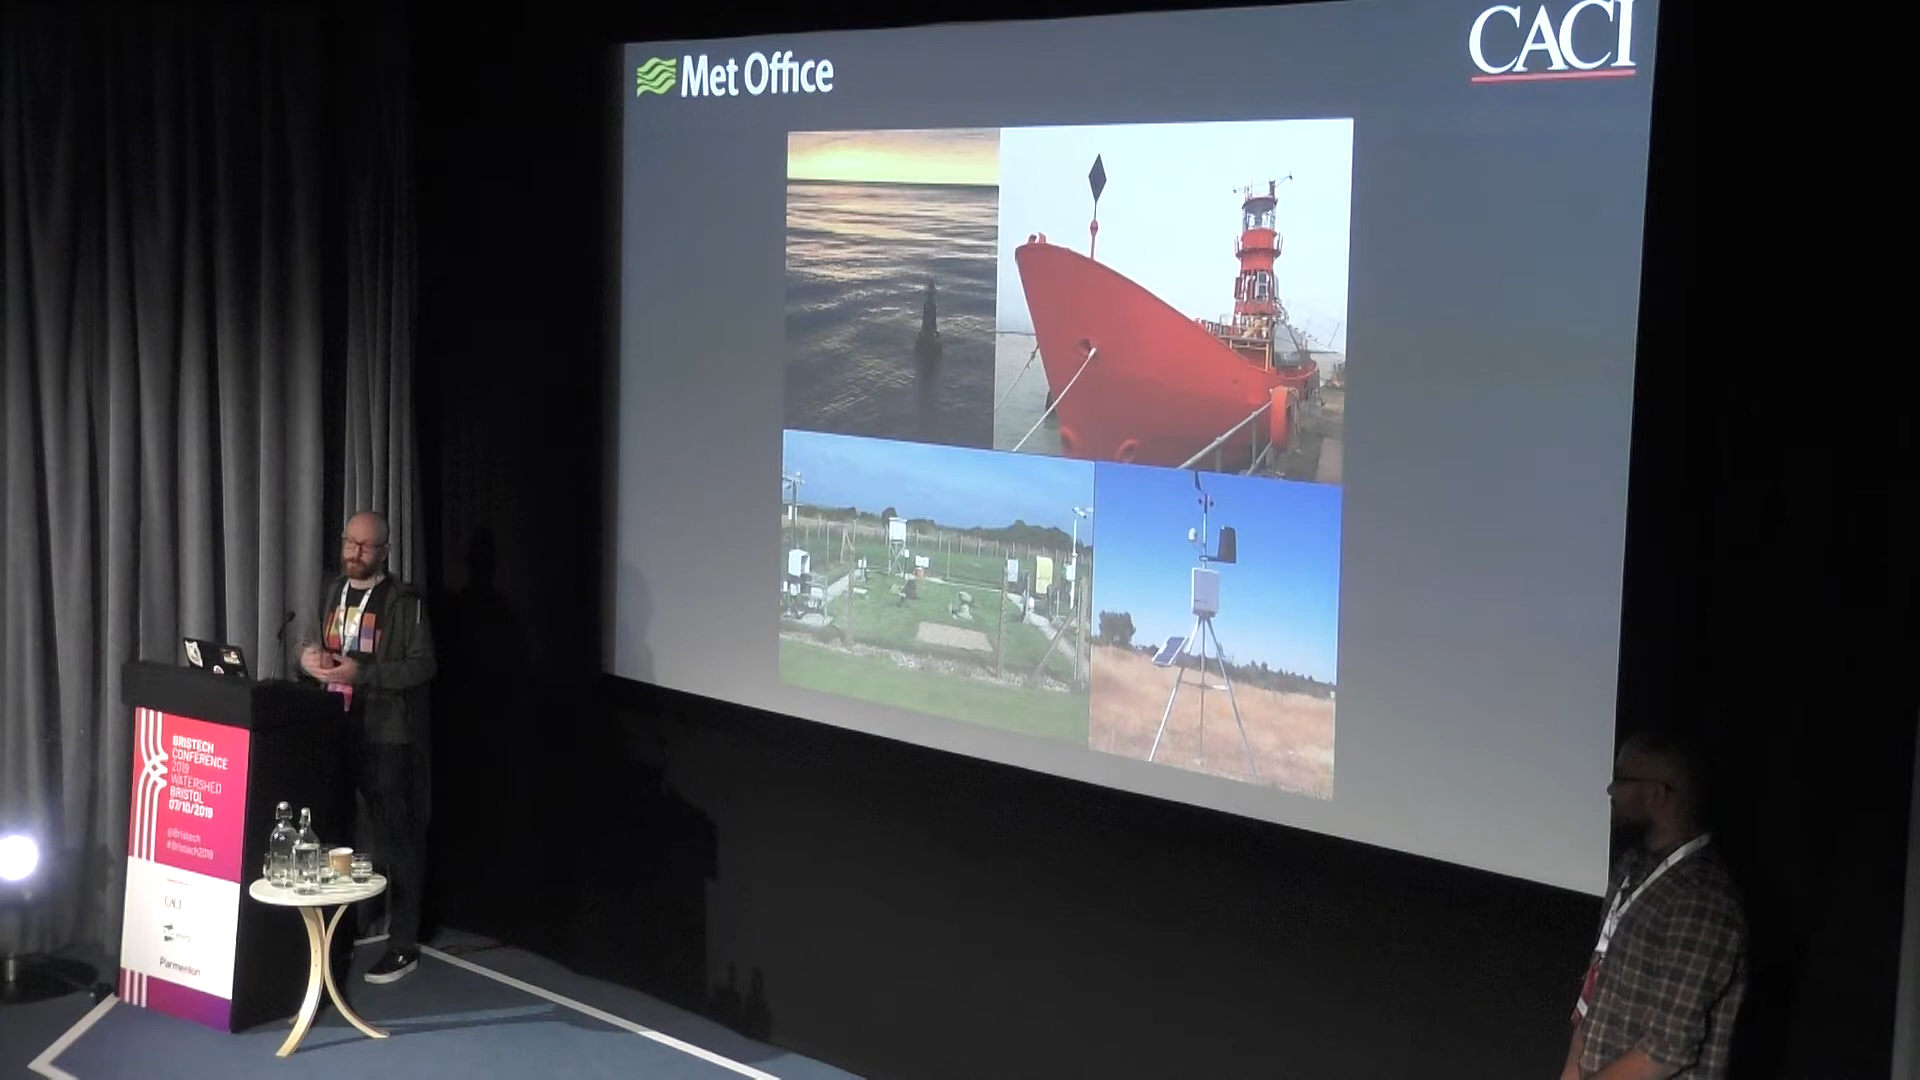 Met Office
CACI
BRISTECH
CONFERENCE
2019
WATERSHED
BRISTOL
07/10/2019
@Bristech
#Bristech2019
CACI
Parmenion